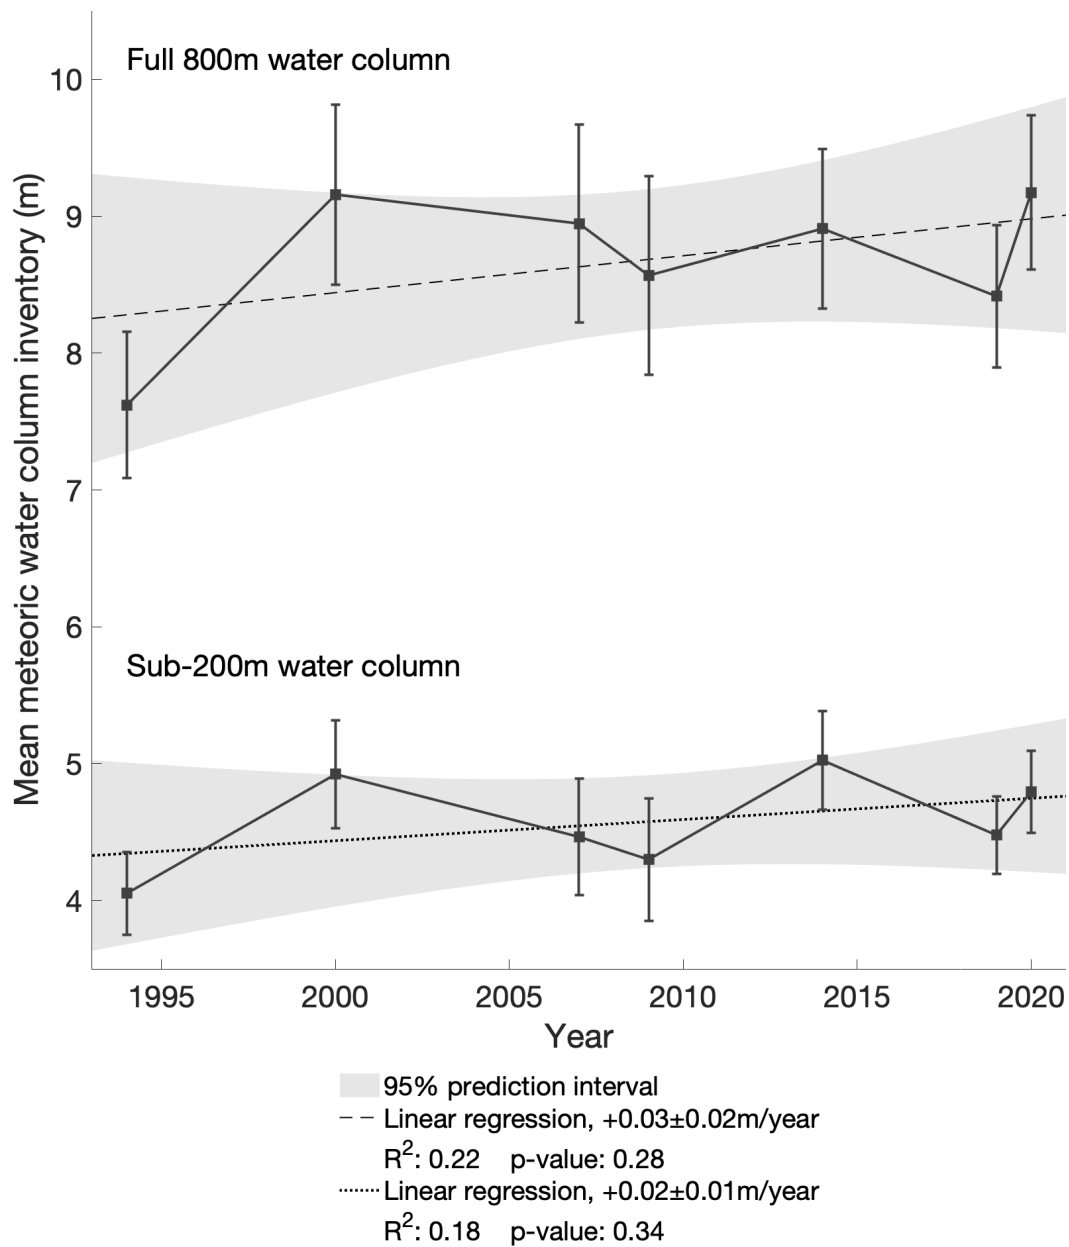 Full 800m water column
10
9
8
7
6
5
4
Mean meteoric water column inventory (m)
Sub-200m water column
1995 2000 2005 2010 2015 2020
Year
95% prediction interval
Linear regression, +0.03±0.02m/year
R²: 0.22 p-value: 0.28
Linear regression, +0.02±0.01m/year
R²: 0.18 p-value: 0.34